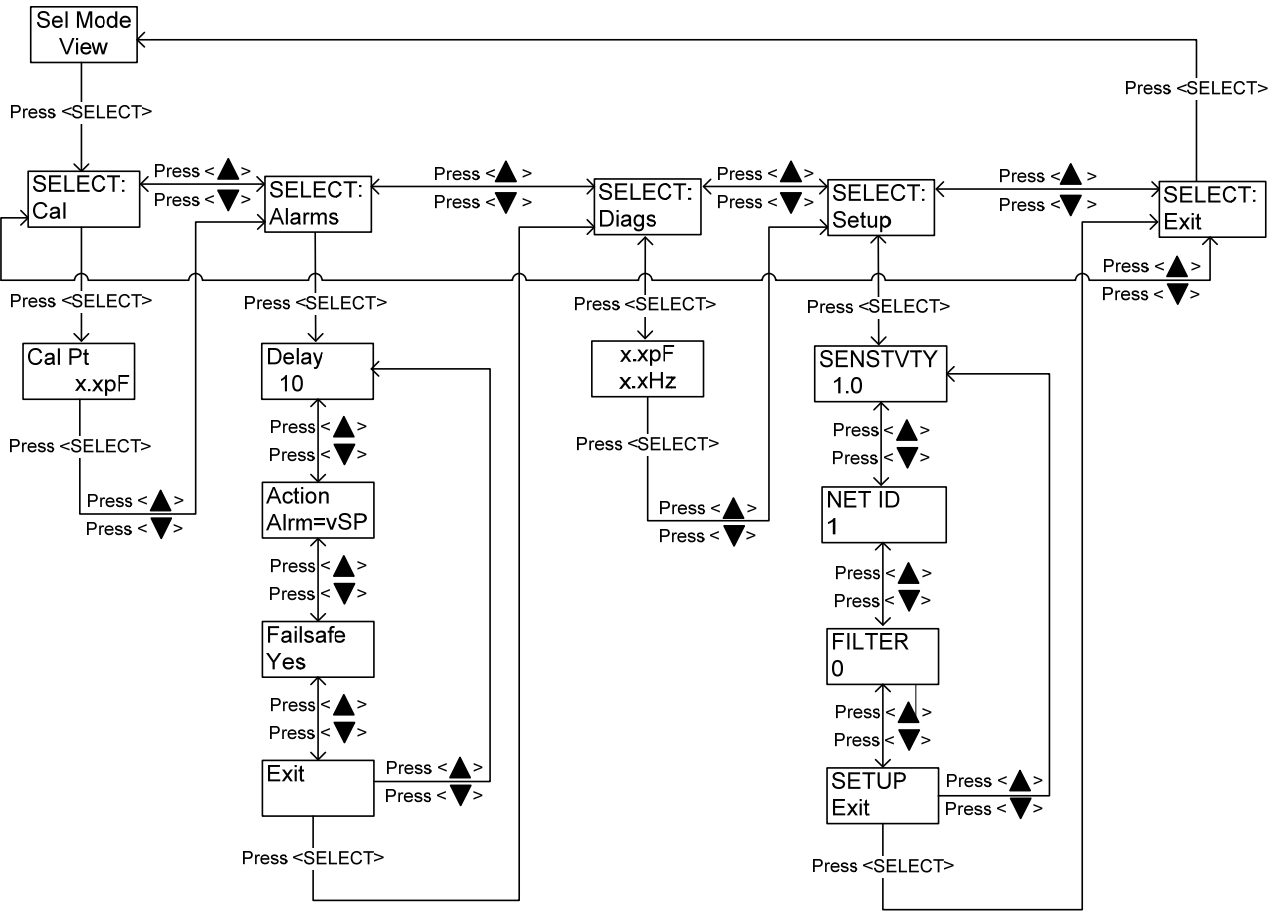 Sel Mode
View
Press <SELECT>
Press <SELECT>
Press <▲>
Press <▼>
Press <▲>
Press <▼>
Press <▲>
Press <▼>
Press <▲>
Press <▼>
SELECT:
Cal
SELECT:
Alarms
SELECT:
Diags
SELECT:
Setup
SELECT:
Exit
Press <▲>
Press <▼>
Press <SELECT>
Press <SELECT>
Press <SELECT>
Press <SELECT>
Cal Pt
x.xpF
Delay
10
x.xpF
x.xHz
SENSTVTY
1.0
Press <SELECT>
Press <▲>
Press <▼>
Press <SELECT>
Press <▲>
Press <▼>
Press <▲>
Press <▼>
Action
Alrm=vSP
Press <▲>
Press <▼>
NET ID
1
Press <▲>
Press <▼>
Press <▲>
Press <▼>
Failsafe
Yes
FILTER
0
Press <▲>
Press <▼>
Press <▲>
Press <▼>
Exit
Press <▲>
Press <▼>
SETUP
Exit
Press <▲>
Press <▼>
Press <SELECT>
Press <SELECT>